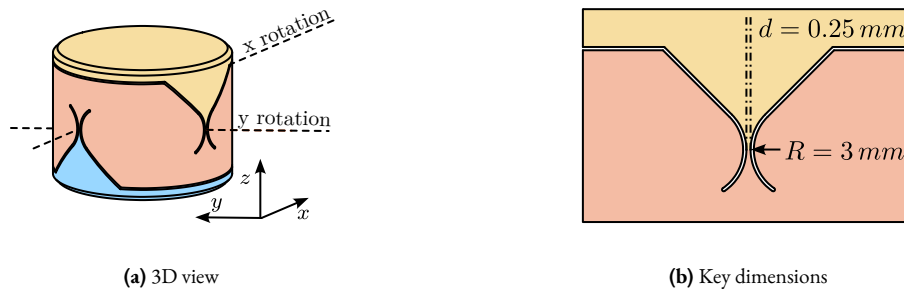 x rotation
y rotation
z
y
x
(a) 3D view
d = 0.25 mm
R = 3 mm
(b) Key dimensions